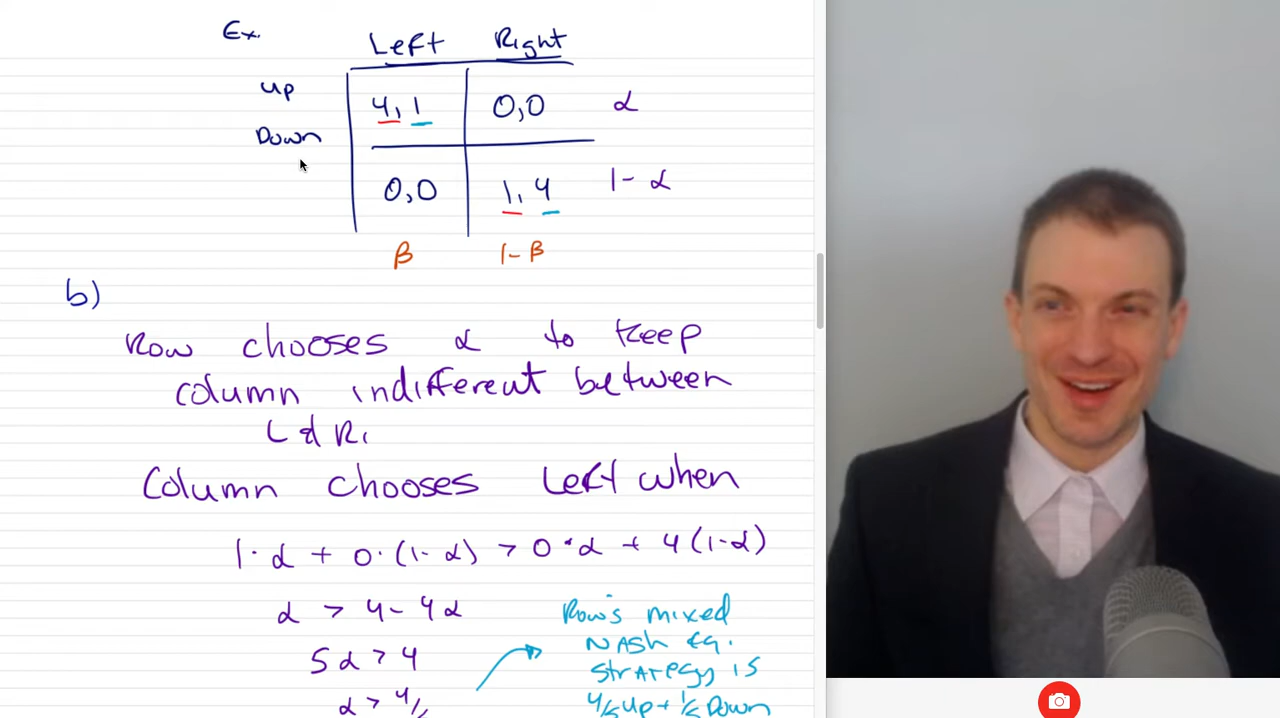 Ex.
Left Right
Up 4,1 0,0 α
Down
0,0 1,4 1-α
β 1-β
b)
Row chooses α to keep
column indifferent between
L & R.
Column chooses Left when
1·α + 0·(1-α) > 0·α + 4(1-α)
α > 4-4α
5α > 4
α > 4/5
Row's mixed
NASH Eq.
strategy is
4/5 Up + 1/5 Down